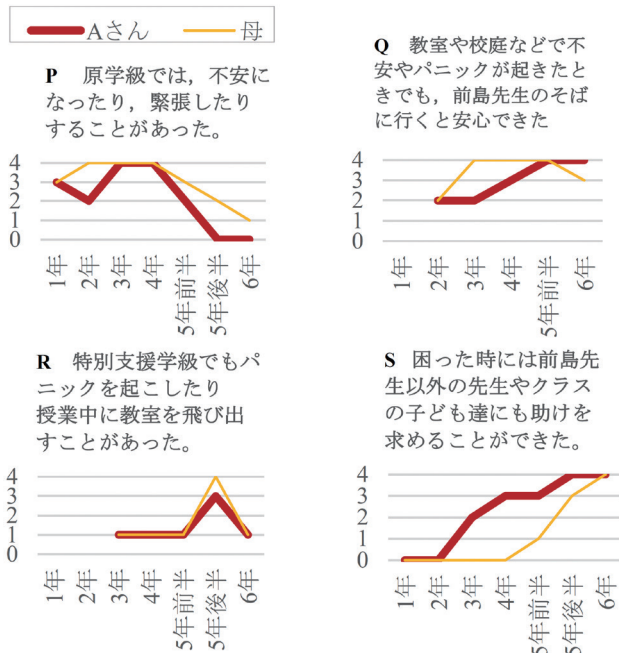 Aさん 母
P 原学級では，不安に
なったり，緊張したり
することがあった。
4
3
2
1
0
1年
2年
3年
4年
5年前半
5年後半
6年
Q 教室や校庭などで不
安やパニックが起きたと
きでも，前島先生のそば
に行くと安心できた
4
3
2
1
0
1年
2年
3年
4年
5年前半
5年後半
6年
R 特別支援学級でもパ
ニックを起こしたり
授業中に教室を飛び出
すことがあった。
4
3
2
1
0
1年
2年
3年
4年
5年前半
5年後半
6年
S 困った時には前島先
生以外の先生やクラス
の子ども達にも助けを
求めることができた。
4
3
2
1
0
1年
2年
3年
4年
5年前半
5年後半
6年